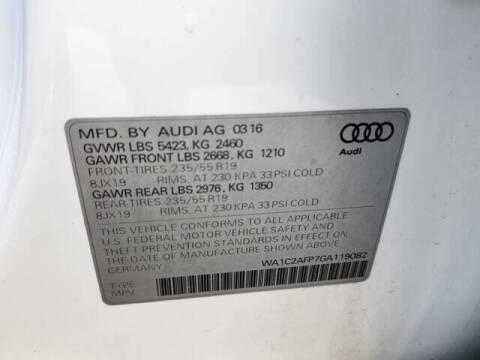 MFD. BY AUDI AG 03 16
GVWR LBS 5423, KG 2460
GAWR FRONT LBS 2668, KG 1210
FRONT-TIRES 235/55 R19
8JX19 RIMS. AT 230 KPA 33 PSI COLD
GAWR REAR LBS 2976, KG 1350
REAR-TIRES 235/55 R19
8JX19 RIMS. AT 230 KPA 33 PSI COLD
Audi
THIS VEHICLE CONFORMS TO ALL APPLICABLE
U.S. FEDERAL MOTOR VEHICLE SAFETY AND
THEFT PREVENTION STANDARDS IN EFFECT ON THE
DATE OF MANUFACTURE SHOWN ABOVE.
GERMANY
WA1C2AFP7GA119082
TYPE
MPV